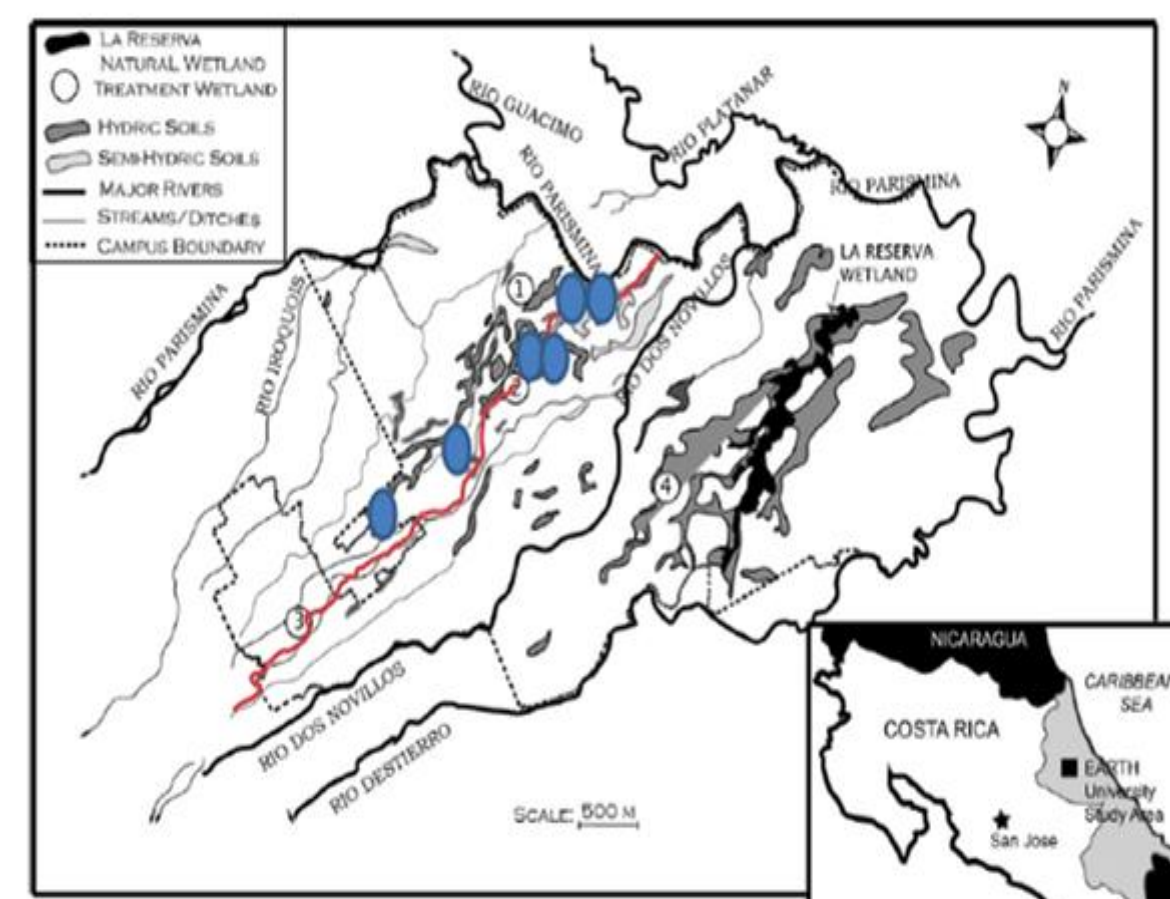 LA RESERVA
NATURAL WETLAND
TREATMENT WETLAND
HYDRIC SOILS
SEMI-HYDRIC SOILS
MAJOR RIVERS
STREAMS/DITCHES
CAMPUS BOUNDARY
RIO GUACIMO
RIO PLATANAR
N
RIO PARISMINA
RIO PARISMINA
LA RESERVA
WETLAND
RIO PARISMINA
RIO PARISMINA
RIO IROQUOIS
RIO DOS NOVILLOS
1
2
3
4
RIO DOS NOVILLOS
RIO DESTIERRO
SCALE: 500 M
NICARAGUA
CARIBBEAN
SEA
COSTA RICA
EARTH
University
Study Area
San Jose